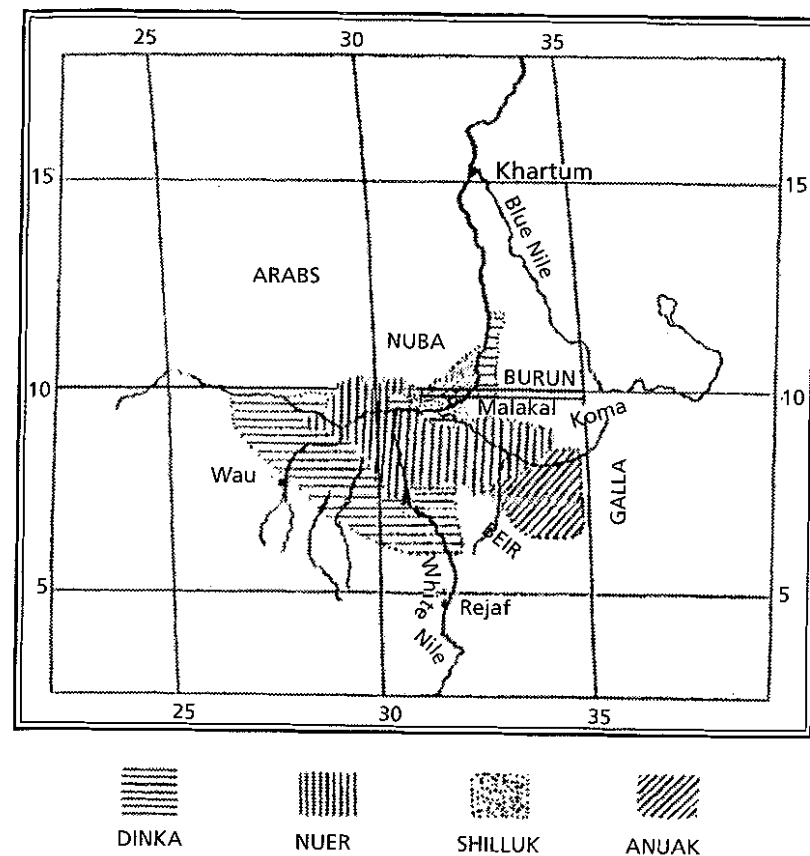 25 30 35
15 Khartum 15
Blue Nile
ARABS
NUBA
10 BURUN 10
Malakal
Koma
Wau
GALLA
BEIR
White Nile
5 Rejaf 5
25 30 35
DINKA NUER SHILLUK ANUAK